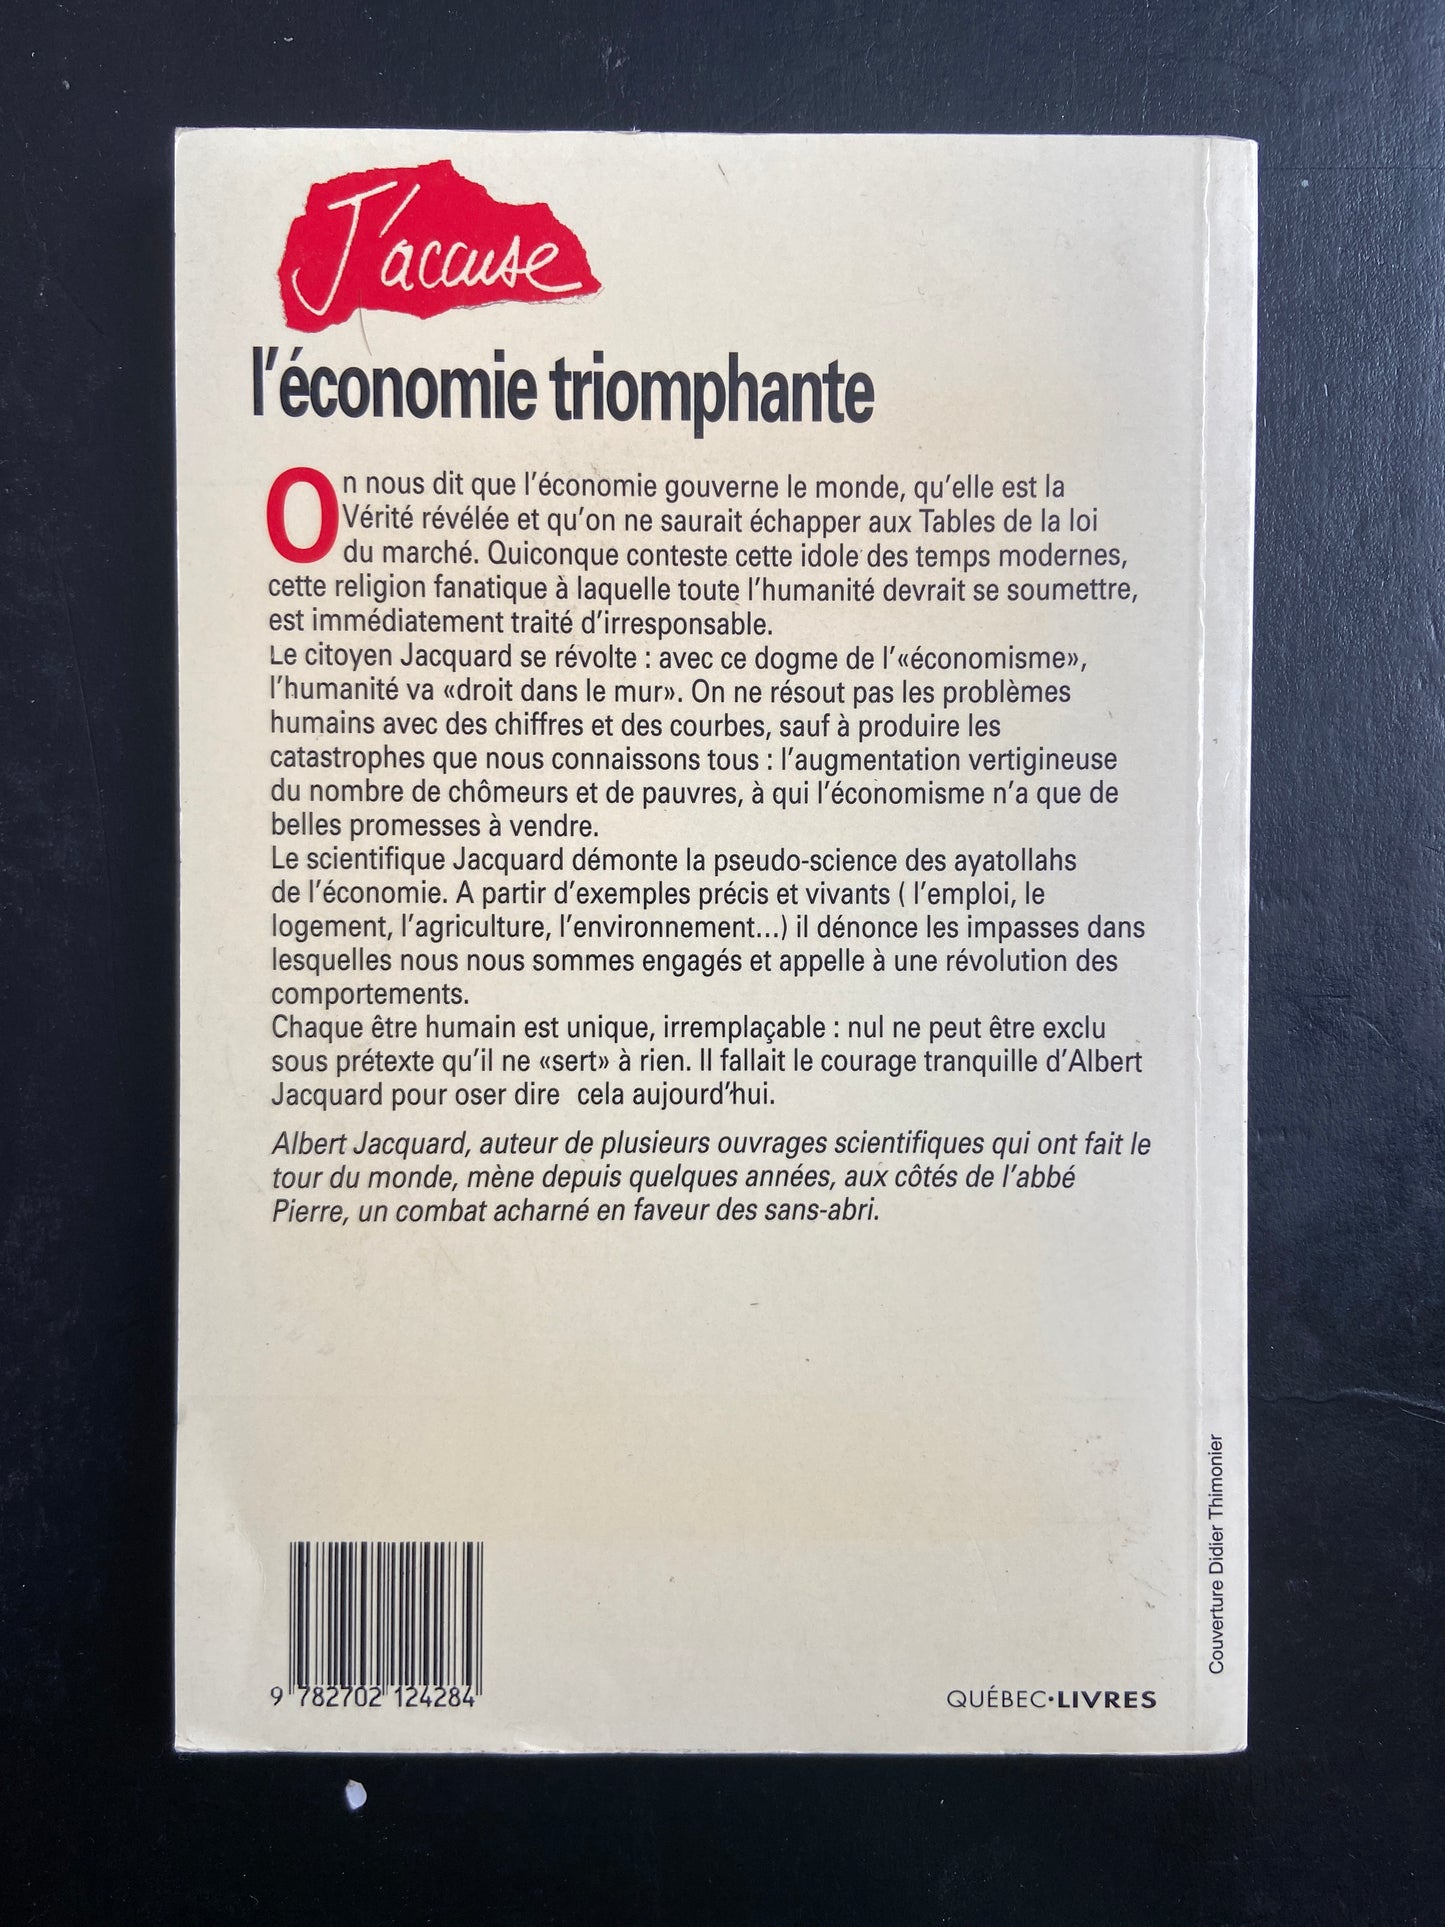 J'accuse
l'économie triomphante
On nous dit que l'économie gouverne le monde, qu'elle est la
Vérité révélée et qu'on ne saurait échapper aux Tables de la loi
du marché. Quiconque conteste cette idole des temps modernes,
cette religion fanatique à laquelle toute l'humanité devrait se soumettre,
est immédiatement traité d'irresponsable.
Le citoyen Jacquard se révolte : avec ce dogme de l'«économisme»,
l'humanité va «droit dans le mur». On ne résout pas les problèmes
humains avec des chiffres et des courbes, sauf à produire les
catastrophes que nous connaissons tous : l'augmentation vertigineuse
du nombre de chômeurs et de pauvres, à qui l'économisme n'a que de
belles promesses à vendre.
Le scientifique Jacquard démonte la pseudo-science des ayatollahs
de l'économie. A partir d'exemples précis et vivants ( l'emploi, le
logement, l'agriculture, l'environnement...) il dénonce les impasses dans
lesquelles nous nous sommes engagés et appelle à une révolution des
comportements.
Chaque être humain est unique, irremplaçable : nul ne peut être exclu
sous prétexte qu'il ne «sert» à rien. Il fallait le courage tranquille d'Albert
Jacquard pour oser dire cela aujourd'hui.
Albert Jacquard, auteur de plusieurs ouvrages scientifiques qui ont fait le
tour du monde, mène depuis quelques années, aux côtés de l'abbé
Pierre, un combat acharné en faveur des sans-abri.
9 782702 124284
QUÉBEC•LIVRES
Couverture Didier Thimonier